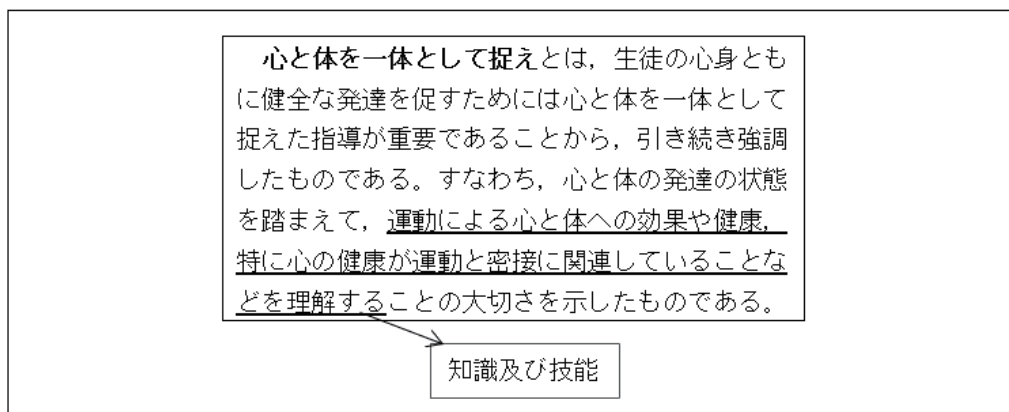 心と体を一体として捉えとは，生徒の心身とも
に健全な発達を促すためには心と体を一体として
捉えた指導が重要であることから，引き続き強調
したものである。すなわち，心と体の発達の状態
を踏まえて，運動による心と体への効果や健康，
特に心の健康が運動と密接に関連していることな
どを理解することの大切さを示したものである。
知識及び技能